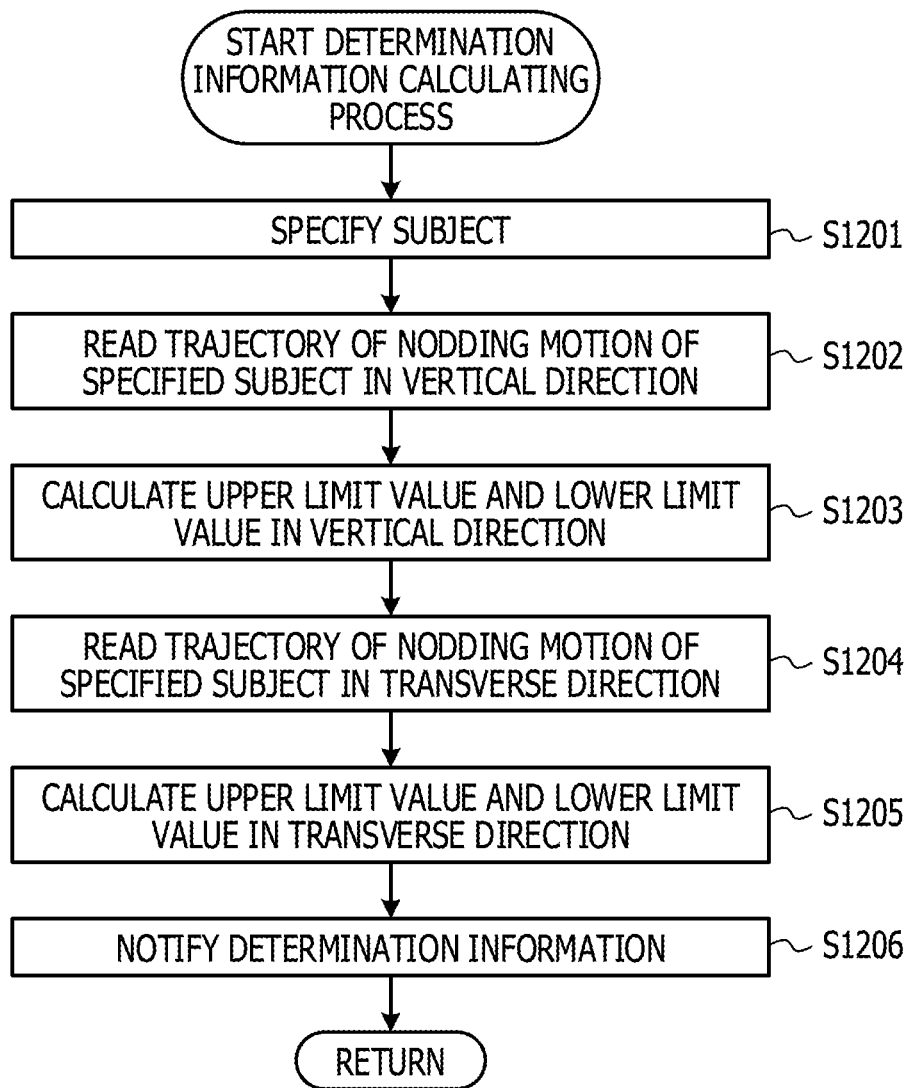 START DETERMINATION
INFORMATION CALCULATING
PROCESS
SPECIFY SUBJECT
S1201
READ TRAJECTORY OF NODDING MOTION OF
SPECIFIED SUBJECT IN VERTICAL DIRECTION
S1202
CALCULATE UPPER LIMIT VALUE AND LOWER LIMIT
VALUE IN VERTICAL DIRECTION
S1203
READ TRAJECTORY OF NODDING MOTION OF
SPECIFIED SUBJECT IN TRANSVERSE DIRECTION
S1204
CALCULATE UPPER LIMIT VALUE AND LOWER LIMIT
VALUE IN TRANSVERSE DIRECTION
S1205
NOTIFY DETERMINATION INFORMATION
S1206
RETURN